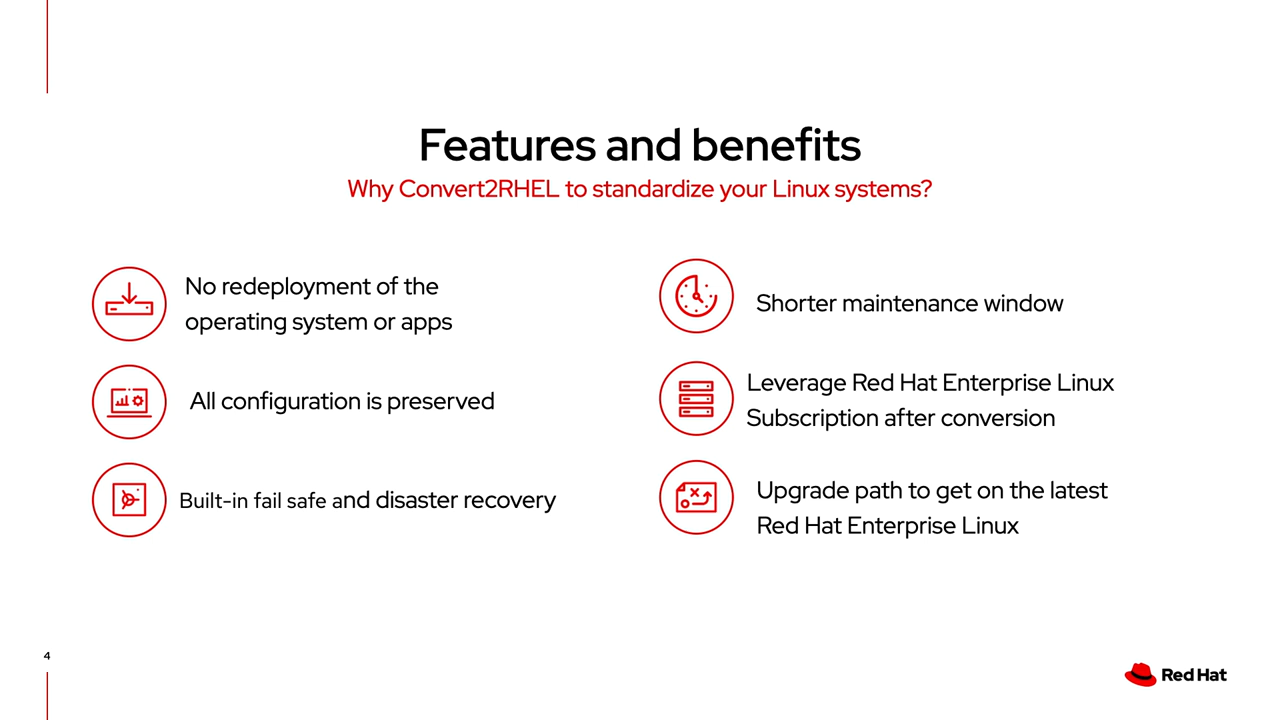 Features and benefits
Why Convert2RHEL to standardize your Linux systems?
No redeployment of the
operating system or apps
All configuration is preserved
Built-in fail safe and disaster recovery
Shorter maintenance window
Leverage Red Hat Enterprise Linux
Subscription after conversion
Upgrade path to get on the latest
Red Hat Enterprise Linux
4
Red Hat